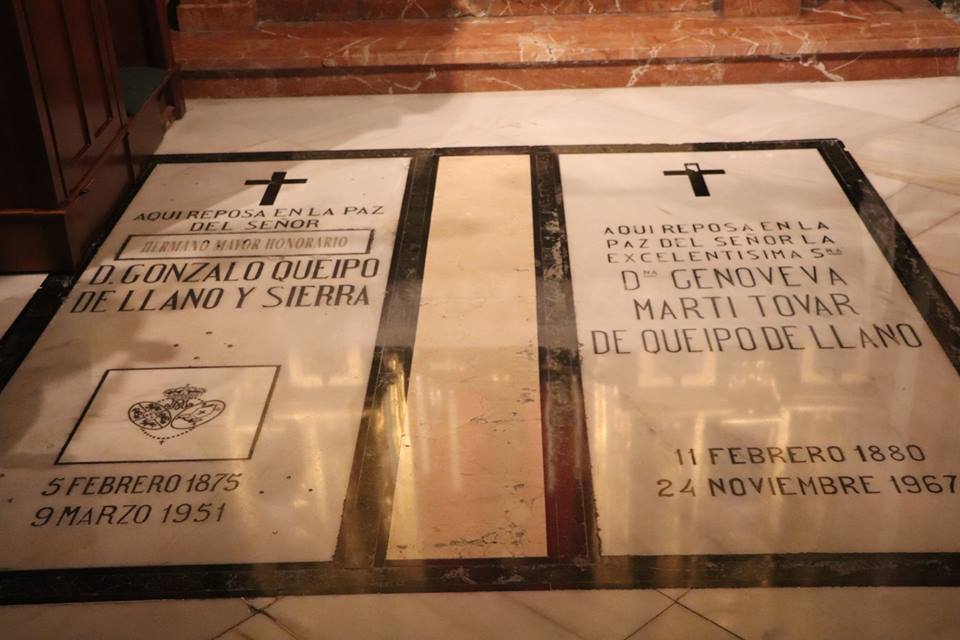 AQUI REPOSA EN LA PAZ
DEL SEÑOR
HERMANO MAYOR HONORARIO
D. GONZALO QUEIPO
DE LLANO Y SIERRA
5 FEBRERO 1875
9 MARZO 1951
AQUI REPOSA EN LA
PAZ DEL SEÑOR LA
EXCELENTISIMA SRA
DNA GENOVEVA
MARTI TOVAR
DE QUEIPO DE LLANO
11 FEBRERO 1880
24 NOVIEMBRE 1967